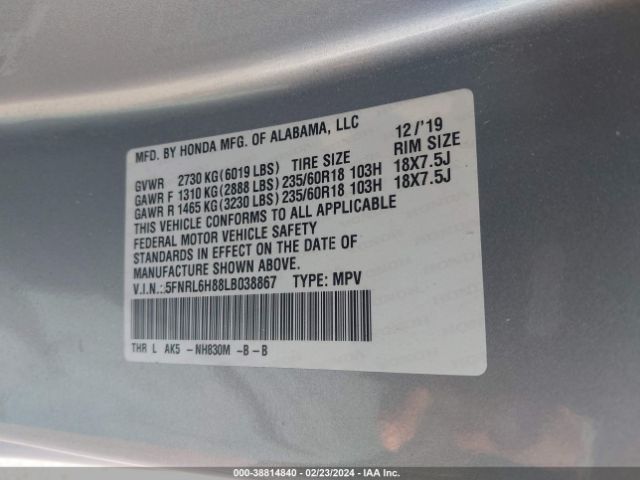 MFD. BY HONDA MFG. OF ALABAMA, LLC 12/'19
GVWR 2730 KG (6019 LBS) TIRE SIZE RIM SIZE
GAWR F 1310 KG (2888 LBS) 235/60R18 103H 18X7.5J
GAWR R 1465 KG (3230 LBS) 235/60R18 103H 18X7.5J
THIS VEHICLE CONFORMS TO ALL APPLICABLE
FEDERAL MOTOR VEHICLE SAFETY
STANDARDS IN EFFECT ON THE DATE OF
MANUFACTURE SHOWN ABOVE.
V.I.N.:5FNRL6H88LB038867 TYPE: MPV
THR L AK5 -NH830M -B -B
000-38814840 - 02/23/2024 - IAA Inc.